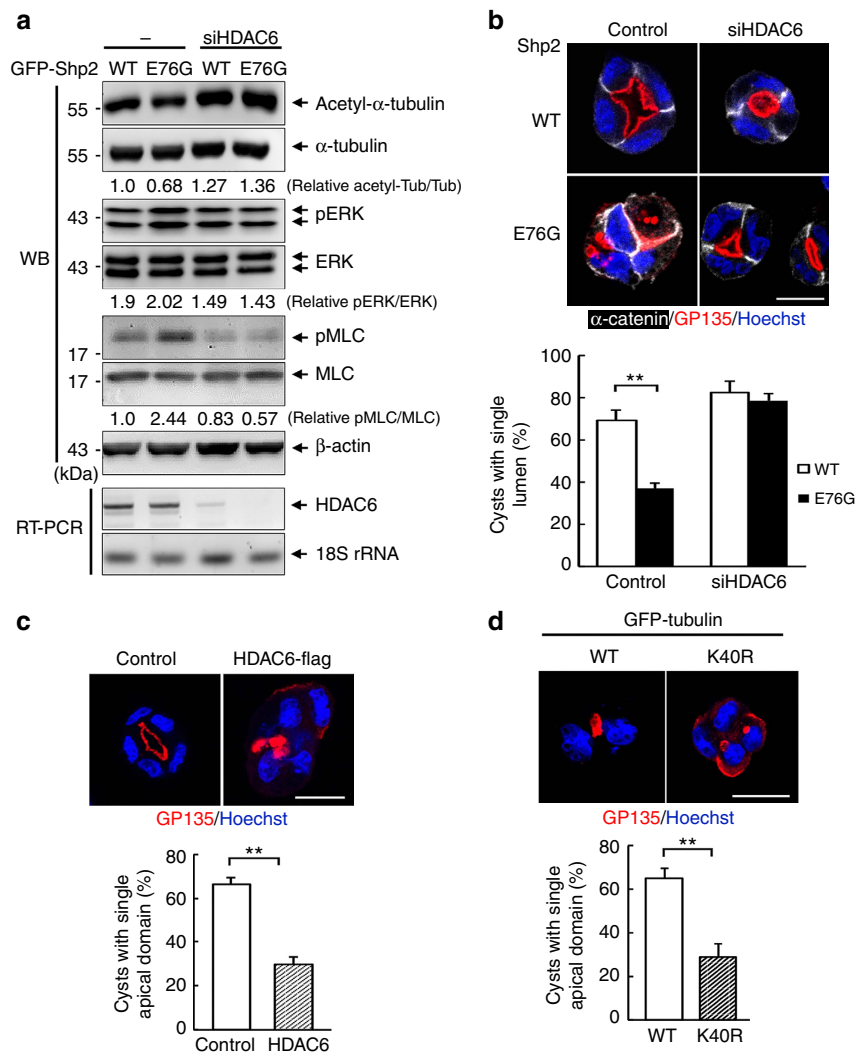 a
– siHDAC6
GFP-Shp2 WT E76G WT E76G
55 - Acetyl-α-tubulin
55 - α-tubulin
1.0 0.68 1.27 1.36 (Relative acetyl-Tub/Tub)
43 - pERK
WB
43 - ERK
1.9 2.02 1.49 1.43 (Relative pERK/ERK)
pMLC
17 -
17 - MLC
1.0 2.44 0.83 0.57 (Relative pMLC/MLC)
43 - β-actin
(kDa)
HDAC6
RT-PCR
18S rRNA
b
Control siHDAC6
Shp2
WT
E76G
α-catenin/GP135/Hoechst
Cysts with single
lumen (%)
100
80
60
40
20
0
**
Control siHDAC6
WT
E76G
c
Control HDAC6-flag
GP135/Hoechst
Cysts with single
apical domain (%)
80
60
40
20
0
**
Control HDAC6
d
GFP-tubulin
WT K40R
GP135/Hoechst
Cysts with single
apical domain (%)
80
60
40
20
0
**
WT K40R